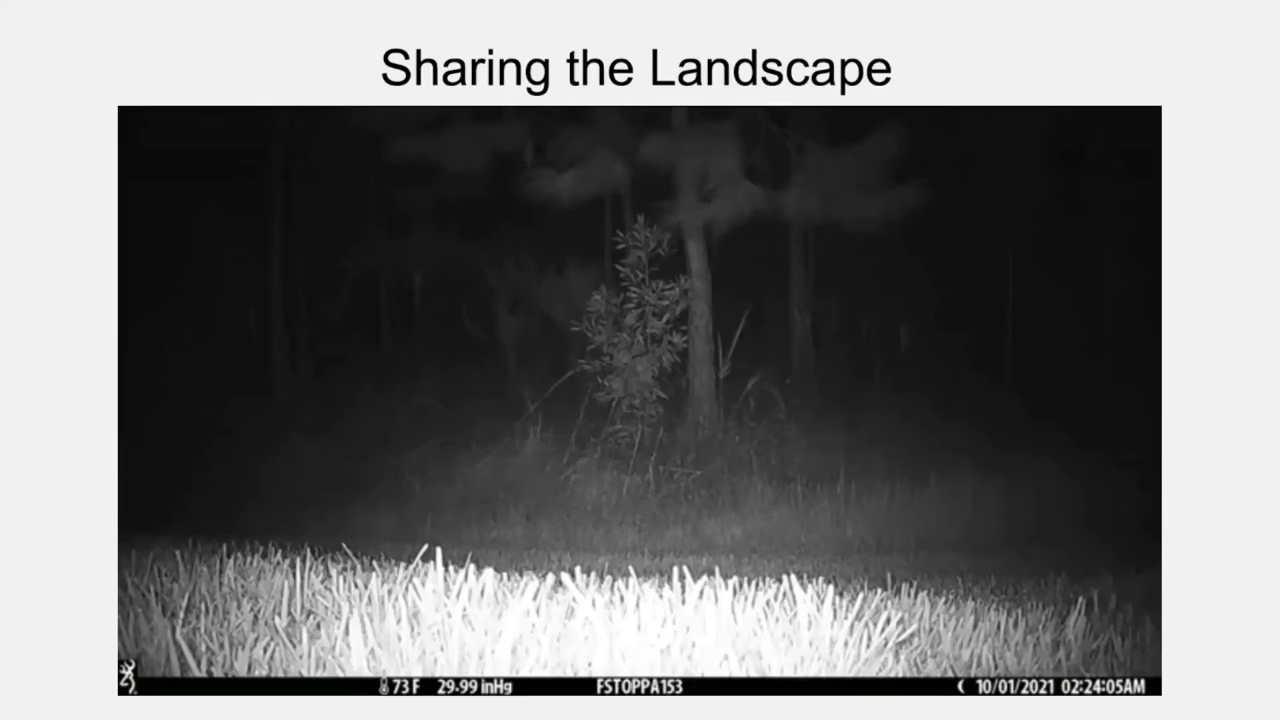 Sharing the Landscape
73 F 29.99 inHg FSTOPPA153 10/01/2021 02:24:05AM